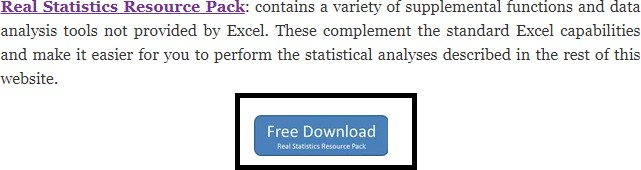 Real Statistics Resource Pack: contains a variety of supplemental functions and data
analysis tools not provided by Excel. These complement the standard Excel capabilities
and make it easier for you to perform the statistical analyses described in the rest of this
website.
Free Download
Real Statistics Resource Pack